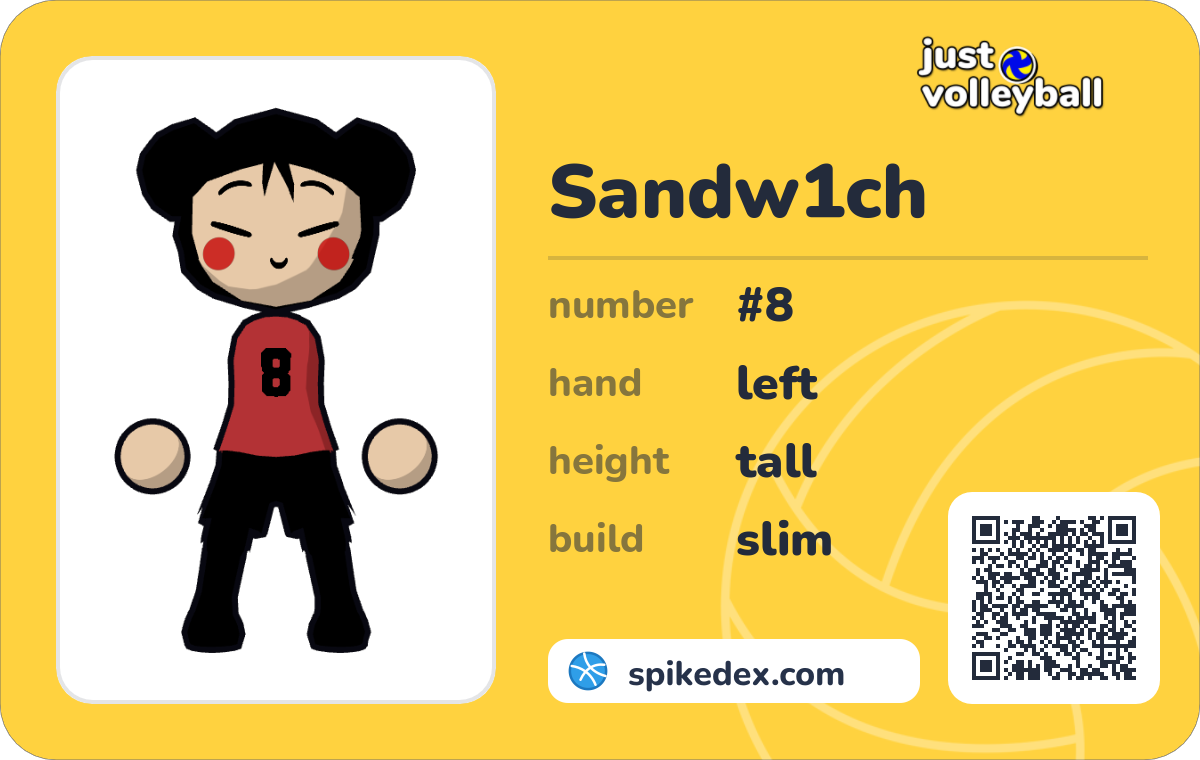 just
volleyball
Sandw1ch
number #8
hand left
height tall
build slim
8
spikedex.com